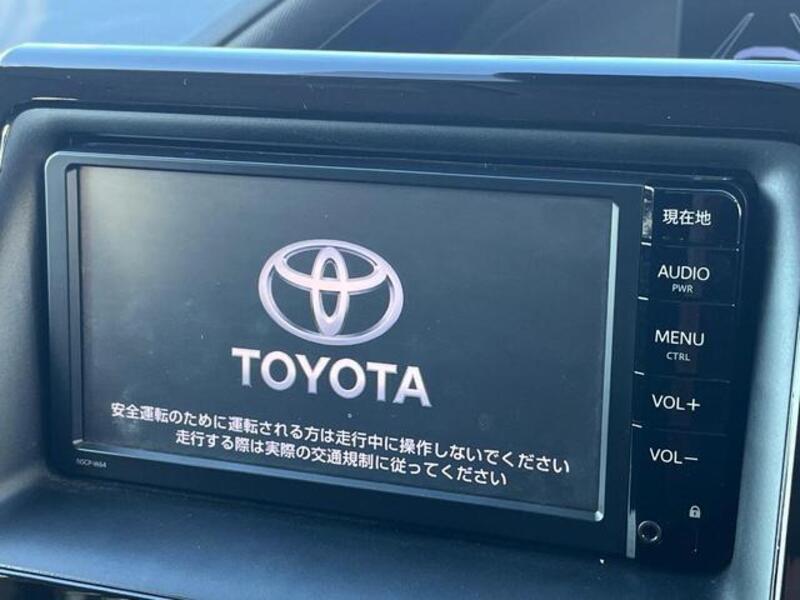 TOYOTA
安全運転のために運転される方は走行中に操作しないでください
走行する際は実際の交通規制に従ってください
NSCP-W64
現在地
AUDIO
PWR
MENU
CTRL
VOL+
VOL−